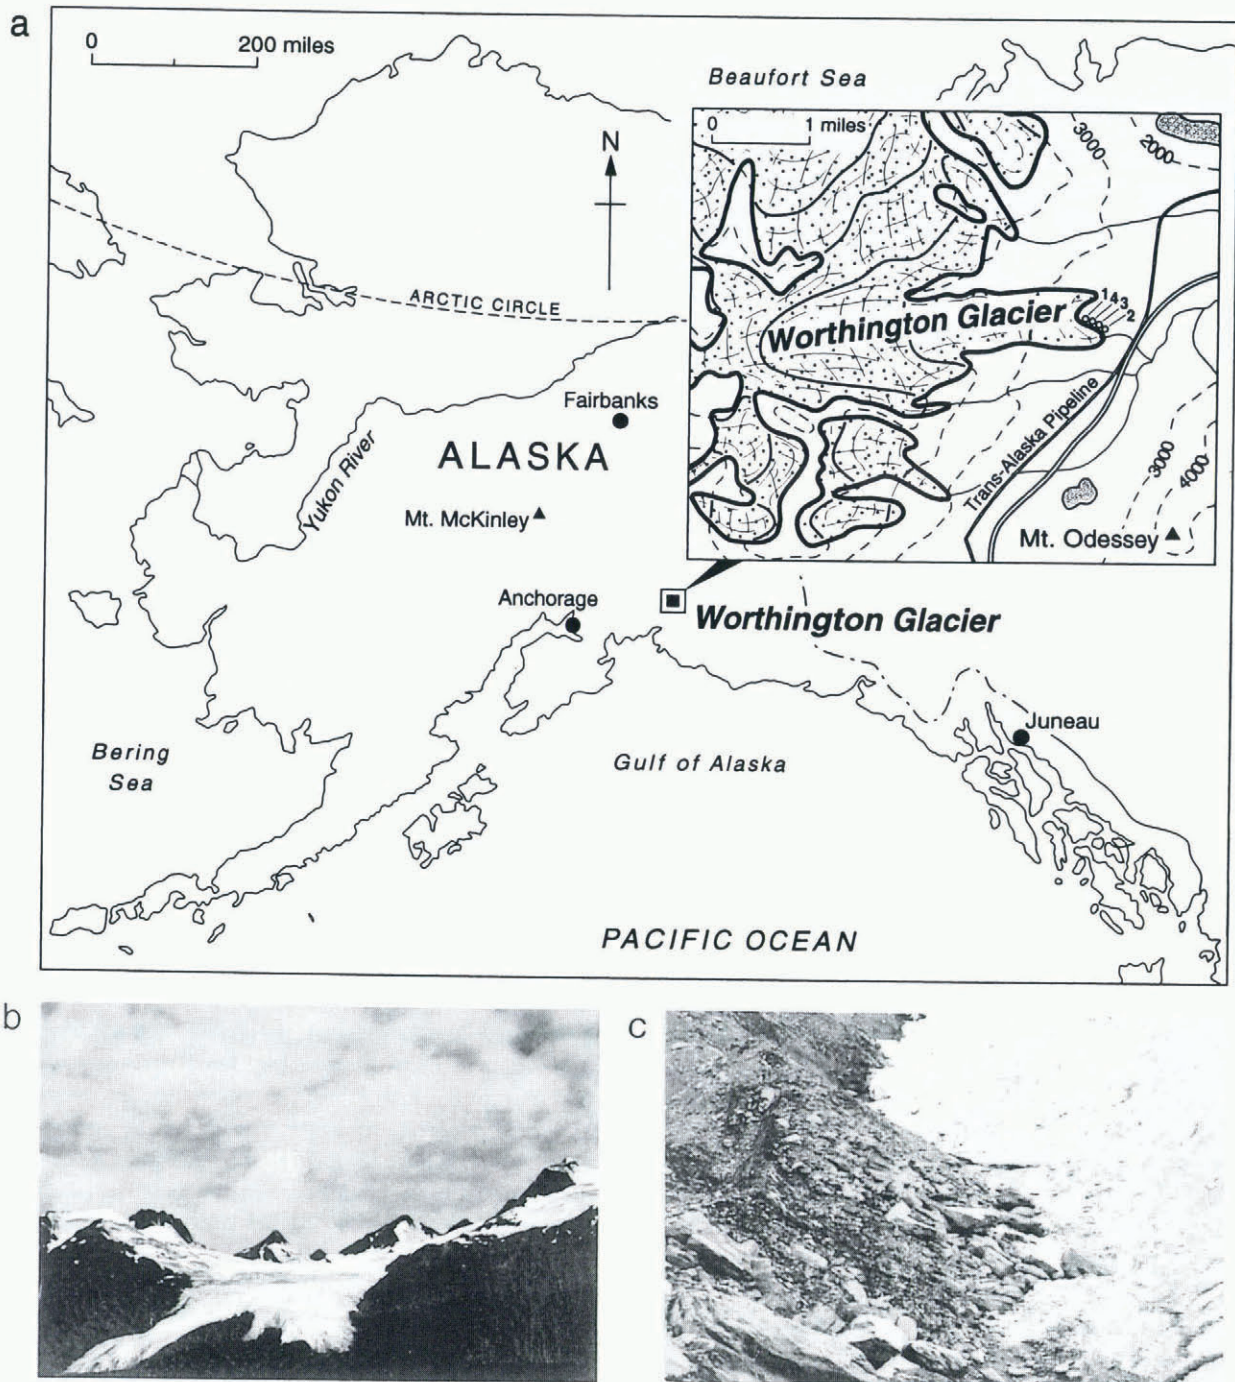 a
0 200 miles
Beaufort Sea
N
0 1 miles
3000
2000
ARCTIC CIRCLE
Worthington Glacier
1 4 3
2
Fairbanks
ALASKA
Yukon River
Mt. McKinley
Trans-Alaska Pipeline
3000
4000
Mt. Odessey
Anchorage
Worthington Glacier
Juneau
Bering
Sea
Gulf of Alaska
PACIFIC OCEAN
b
c